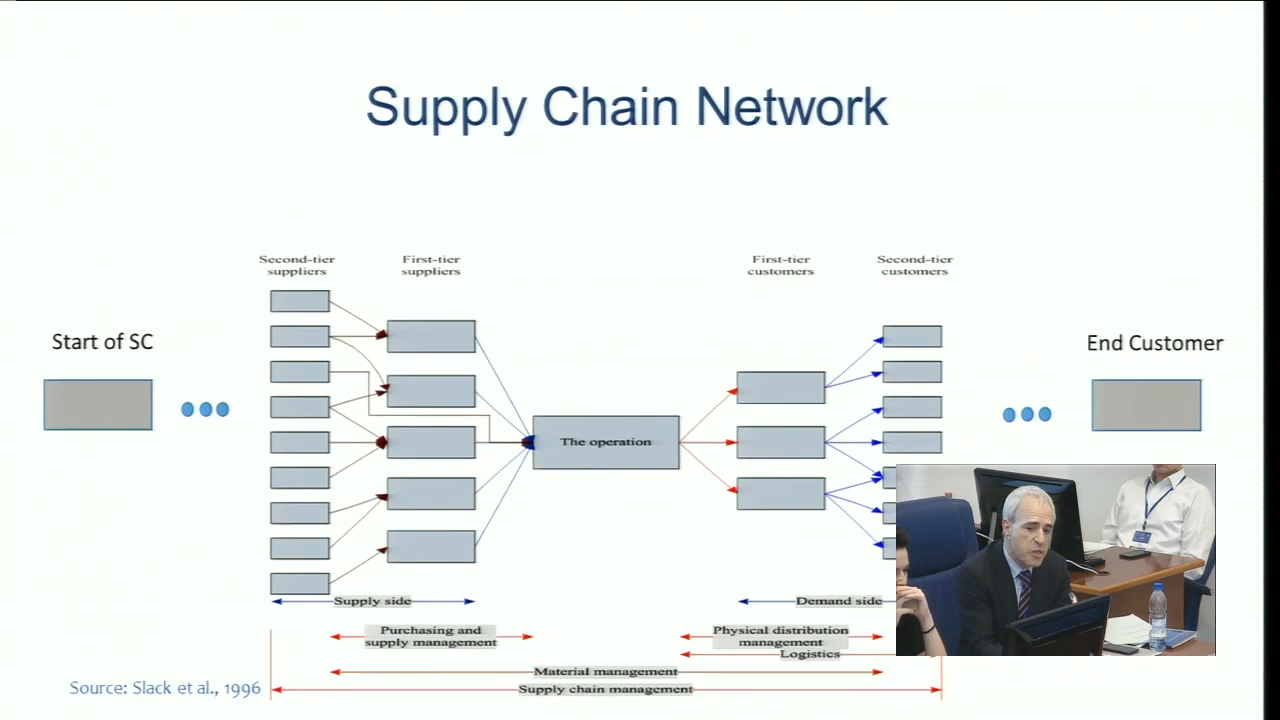 Supply Chain Network
Second-tier
suppliers
First-tier
suppliers
First-tier
customers
Second-tier
customers
Start of SC
End Customer
The operation
Supply side
Demand side
Purchasing and
supply management
Physical distribution
management
Logistics
Material management
Supply chain management
Source: Slack et al., 1996